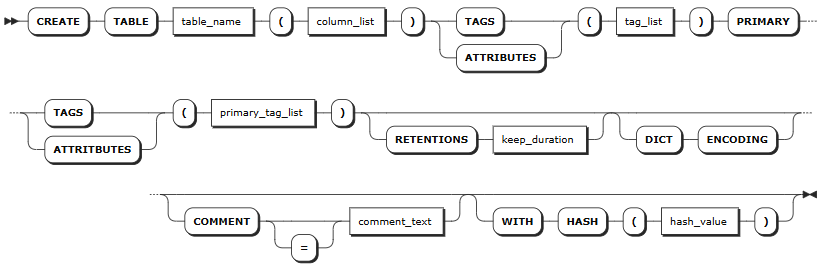 CREATE TABLE table_name ( column_list ) TAGS ( tag_list ) PRIMARY
ATTRIBUTES
TAGS ( primary_tag_list )
ATTRITBUTES RETENTIONS keep_duration DICT ENCODING
COMMENT comment_text WITH HASH ( hash_value )
=